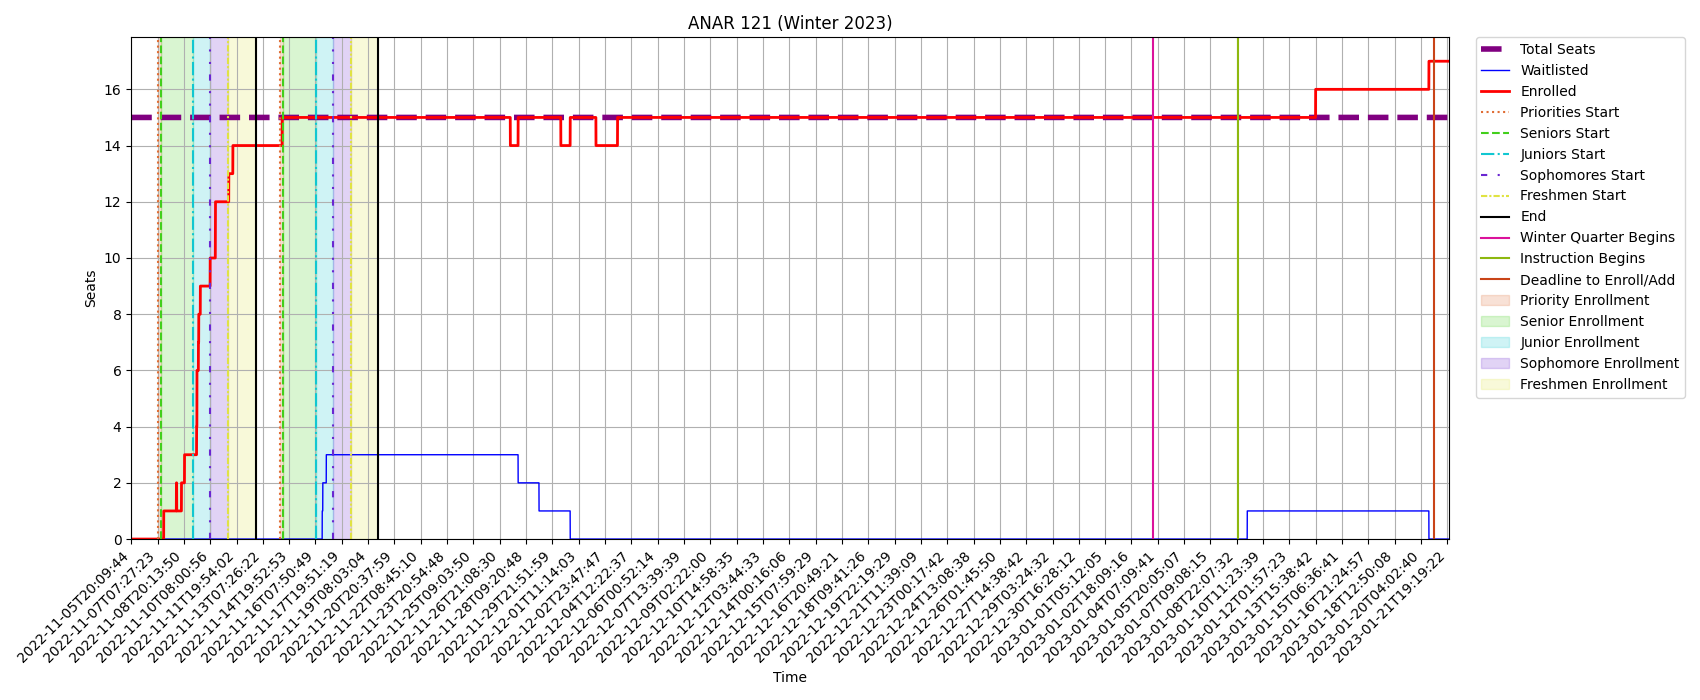 ANAR 121 (Winter 2023)
Seats
16
14
12
10
8
6
4
2
0
2022-11-05T20:09:44
2022-11-07T07:27:23
2022-11-08T20:13:50
2022-11-10T08:00:56
2022-11-11T19:54:02
2022-11-13T07:26:22
2022-11-14T19:52:53
2022-11-16T07:50:49
2022-11-17T19:51:19
2022-11-19T08:03:04
2022-11-20T20:37:59
2022-11-22T08:45:10
2022-11-23T20:54:48
2022-11-25T09:03:50
2022-11-26T21:08:30
2022-11-28T09:20:48
2022-11-29T21:51:59
2022-12-01T11:14:03
2022-12-02T23:47:47
2022-12-04T12:22:37
2022-12-06T00:52:14
2022-12-07T13:39:39
2022-12-09T02:22:00
2022-12-10T14:58:35
2022-12-12T03:44:33
2022-12-14T00:16:06
2022-12-15T07:59:29
2022-12-16T20:49:21
2022-12-18T09:41:26
2022-12-19T22:19:29
2022-12-21T11:39:09
2022-12-23T00:17:42
2022-12-24T13:08:38
2022-12-26T01:45:50
2022-12-27T14:38:42
2022-12-29T03:24:32
2022-12-30T16:28:12
2023-01-01T05:12:05
2023-01-02T18:09:16
2023-01-04T07:09:41
2023-01-05T20:05:07
2023-01-07T09:08:15
2023-01-08T22:07:32
2023-01-10T11:23:39
2023-01-12T01:57:23
2023-01-13T15:38:42
2023-01-15T06:36:41
2023-01-16T21:24:57
2023-01-18T12:50:08
2023-01-20T04:02:40
2023-01-21T19:19:22
Time
Total Seats
Waitlisted
Enrolled
Priorities Start
Seniors Start
Juniors Start
Sophomores Start
Freshmen Start
End
Winter Quarter Begins
Instruction Begins
Deadline to Enroll/Add
Priority Enrollment
Senior Enrollment
Junior Enrollment
Sophomore Enrollment
Freshmen Enrollment